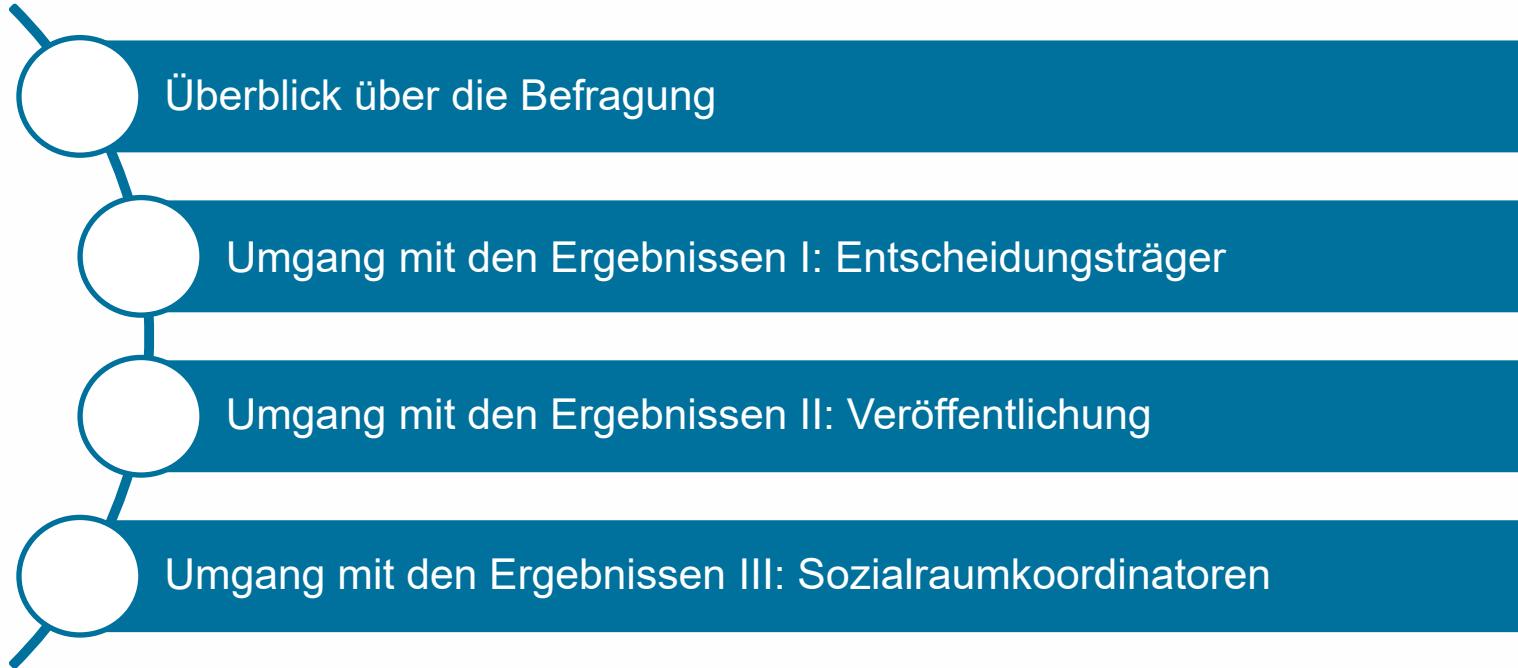 Überblick über die Befragung
Umgang mit den Ergebnissen I: Entscheidungsträger
Umgang mit den Ergebnissen II: Veröffentlichung
Umgang mit den Ergebnissen III: Sozialraumkoordinatoren